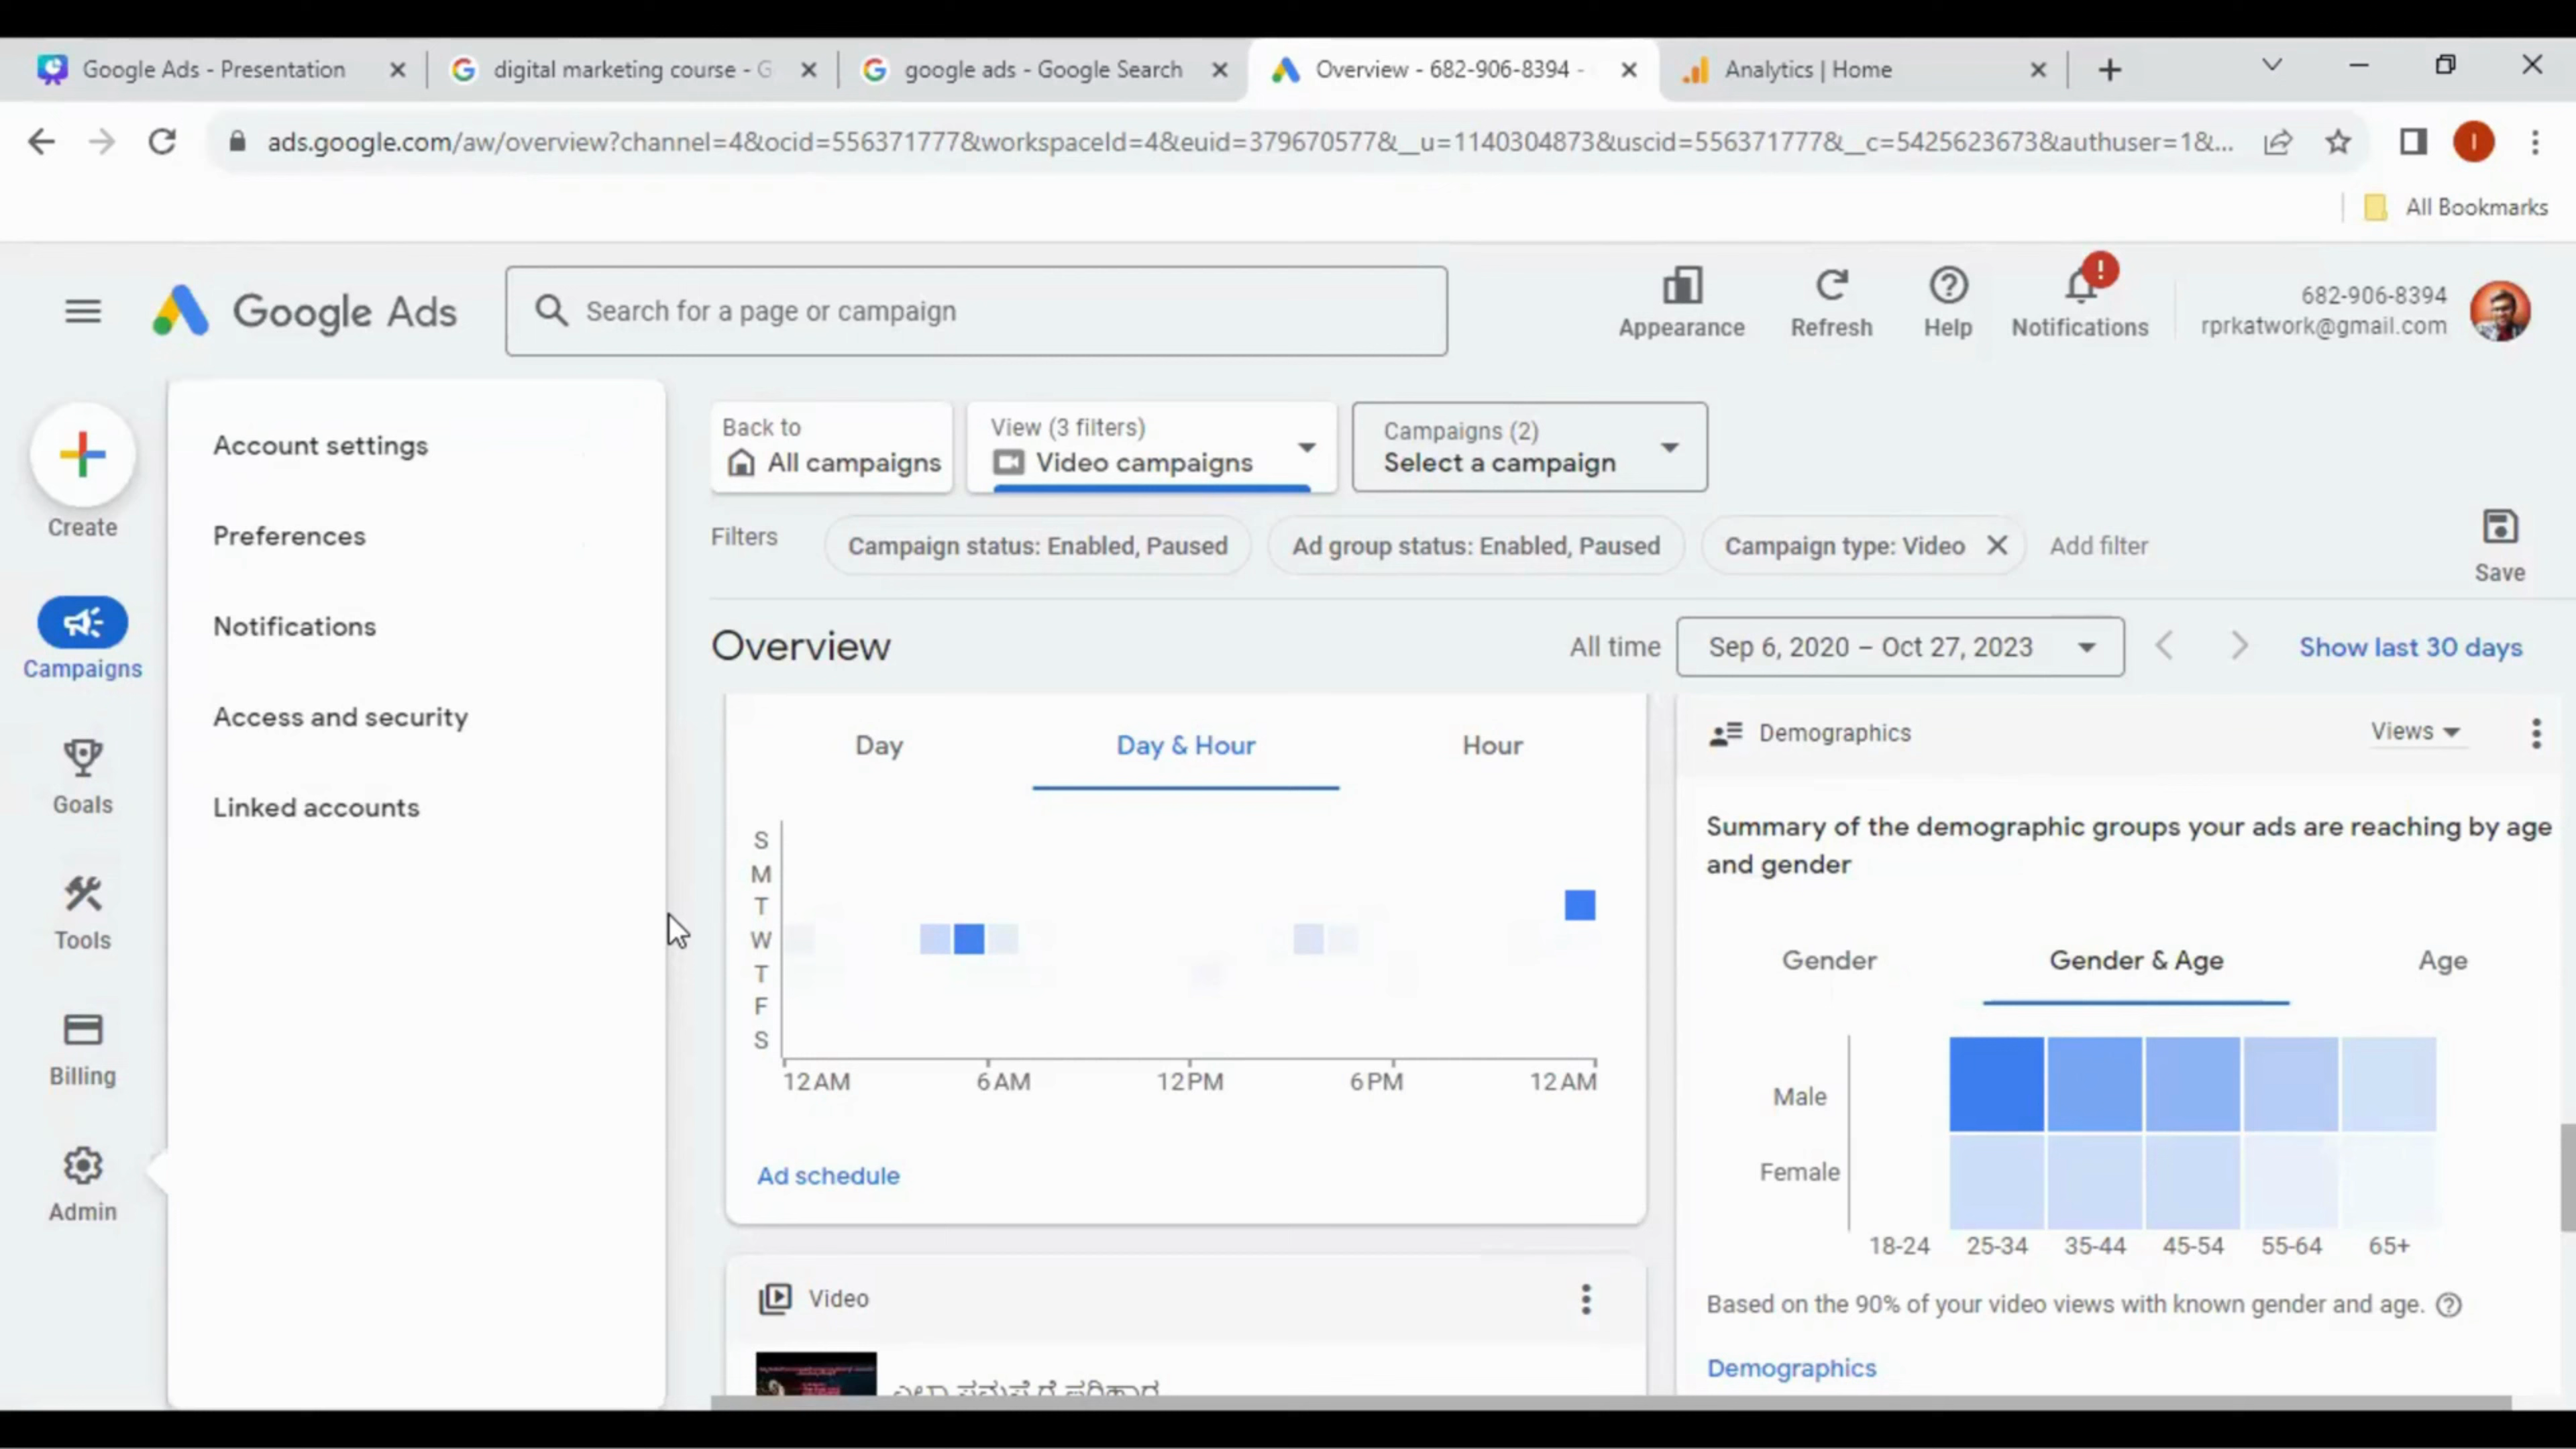 Google Ads - Presentation
digital marketing course - G
google ads - Google Search
Overview - 682-906-8394 -
Analytics | Home
ads.google.com/aw/overview?channel=4&ocid=556371777&workspaceId=4&euid=379670577&__u=1140304873&uscid=556371777&__c=5425623673&authuser=1&...
I
All Bookmarks
Google Ads
Search for a page or campaign
Appearance
Refresh
Help
!
Notifications
682-906-8394
rprkatwork@gmail.com
Create
Campaigns
Goals
Tools
Billing
Admin
Account settings
Preferences
Notifications
Access and security
Linked accounts
Back to
All campaigns
View (3 filters)
Video campaigns
Campaigns (2)
Select a campaign
Filters
Campaign status: Enabled, Paused
Ad group status: Enabled, Paused
Campaign type: Video
Add filter
Save
Overview
All time
Sep 6, 2020 – Oct 27, 2023
Show last 30 days
Day
Day & Hour
Hour
S
M
T
W
T
F
S
12 AM 6 AM 12 PM 6 PM 12 AM
Ad schedule
Video
Demographics
Views
Summary of the demographic groups your ads are reaching by age
and gender
Gender
Gender & Age
Age
Male
Female
18-24 25-34 35-44 45-54 55-64 65+
Based on the 90% of your video views with known gender and age.
Demographics